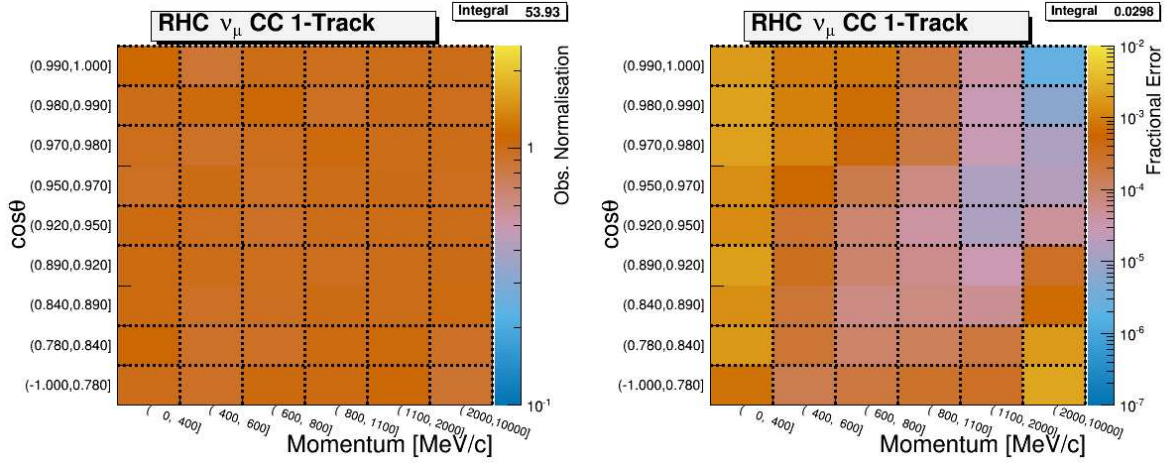 RHC νμ CC 1-Track
Integral 53.93
(0.990,1.000]
(0.980,0.990]
(0.970,0.980]
(0.950,0.970]
(0.920,0.950]
(0.890,0.920]
(0.840,0.890]
(0.780,0.840]
(-1.000,0.780]
cosθ
( 0, 400]
( 400, 600]
( 600, 800]
( 800, 1100]
( 1100, 2000]
( 2000,10000]
Momentum [MeV/c]
1
10^-1
Obs. Normalisation
RHC νμ CC 1-Track
Integral 0.0298
(0.990,1.000]
(0.980,0.990]
(0.970,0.980]
(0.950,0.970]
(0.920,0.950]
(0.890,0.920]
(0.840,0.890]
(0.780,0.840]
(-1.000,0.780]
cosθ
( 0, 400]
( 400, 600]
( 600, 800]
( 800, 1100]
( 1100, 2000]
( 2000,10000]
Momentum [MeV/c]
10^-2
10^-3
10^-4
10^-5
10^-6
10^-7
Fractional Error